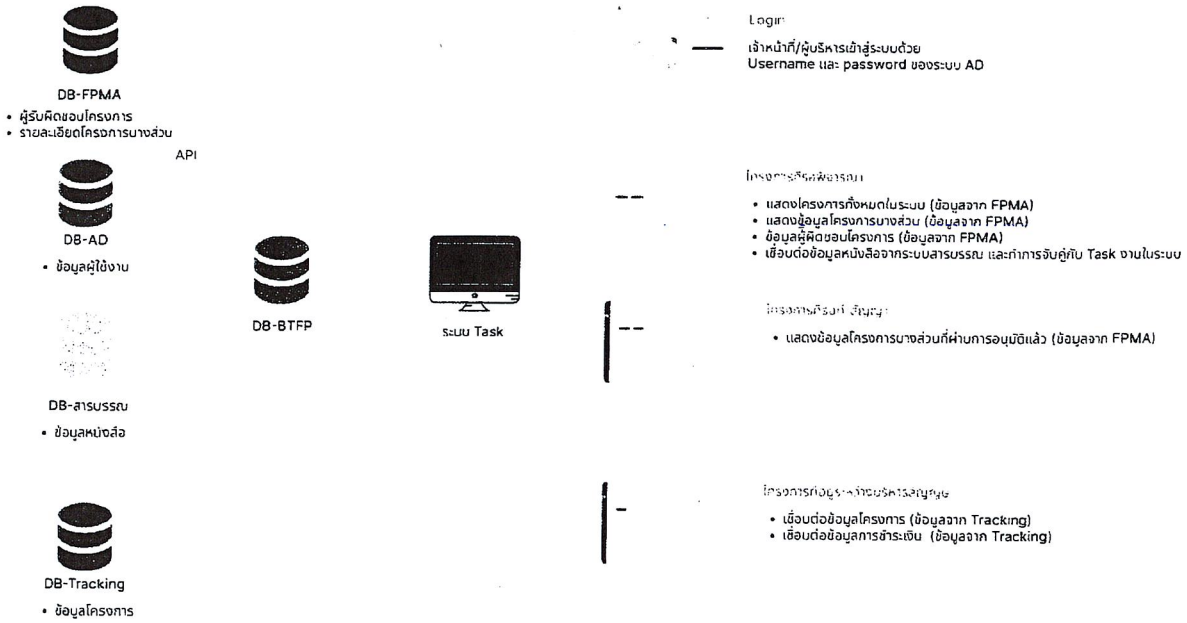 DB-FPMA
• ผู้รับผิดชอบโครงการ
• รายละเอียดโครงการบางส่วน
API
DB-AD
• ข้อมูลผู้ใช้งาน
DB-สารบรรณ
• ข้อมูลหนังสือ
DB-Tracking
• ข้อมูลโครงการ
DB-BTFP
ระบบ Task
Login
เจ้าหน้าที่/ผู้บริหารเข้าสู่ระบบด้วย
Username และ password ของระบบ AD
• แสดงโครงการทั้งหมดในระบบ (ข้อมูลจาก FPMA)
• แสดงข้อมูลโครงการบางส่วน (ข้อมูลจาก FPMA)
• ข้อมูลผู้ผิดชอบโครงการ (ข้อมูลจาก FPMA)
• เชื่อมต่อข้อมูลหนังสือจากระบบสารบรรณ และทำการจับคู่กับ Task งานในระบบ
• แสดงข้อมูลโครงการบางส่วนที่ผ่านการอนุมัติแล้ว (ข้อมูลจาก FPMA)
• เชื่อมต่อข้อมูลโครงการ (ข้อมูลจาก Tracking)
• เชื่อมต่อข้อมูลการชำระเงิน (ข้อมูลจาก Tracking)